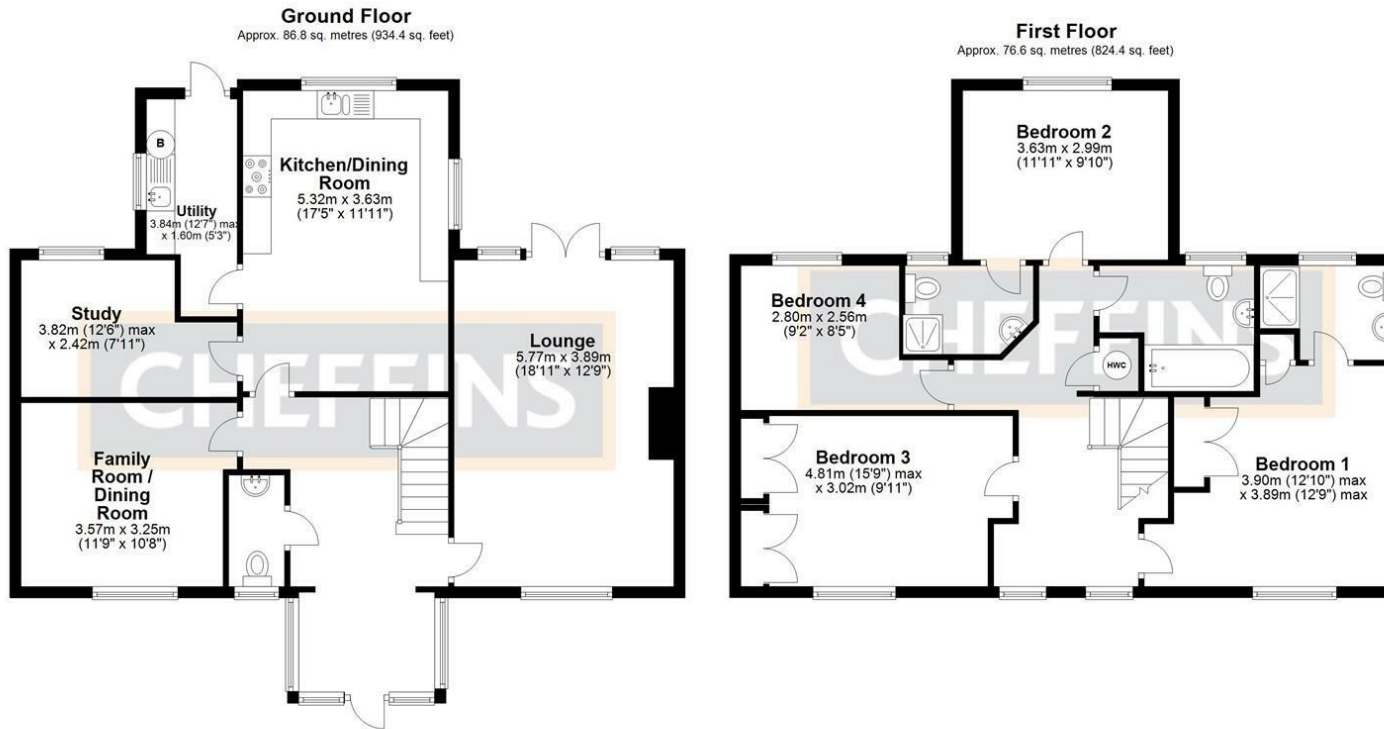 Ground Floor
Approx. 86.8 sq. metres (934.4 sq. feet)
B
Utility
3.84m (12'7") max
x 1.60m (5'3")
Kitchen/Dining
Room
5.32m x 3.63m
(17'5" x 11'11")
Study
3.82m (12'6") max
x 2.42m (7'11")
Lounge
5.77m x 3.89m
(18'11" x 12'9")
CHEFFINS
Family
Room /
Dining
Room
3.57m x 3.25m
(11'9" x 10'8")
First Floor
Approx. 76.6 sq. metres (824.4 sq. feet)
Bedroom 2
3.63m x 2.99m
(11'11" x 9'10")
Bedroom 4
2.80m x 2.56m
(9'2" x 8'5")
CHEFFINS
HWC
Bedroom 3
4.81m (15'9") max
x 3.02m (9'11")
Bedroom 1
3.90m (12'10") max
x 3.89m (12'9") max